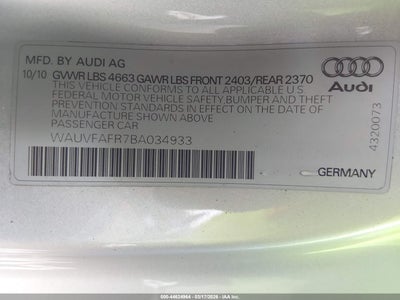 MFD. BY AUDI AG
10/10 GVWR LBS 4663 GAWR LBS FRONT 2403/REAR 2370
THIS VEHICLE CONFORMS TO ALL APPLICABLE U.S.
FEDERAL MOTOR VEHICLE SAFETY, BUMPER AND THEFT
PREVENTION STANDARDS IN EFFECT ON THE DATE OF
MANUFACTURE SHOWN ABOVE.
PASSENGER CAR
WAUVFAFR7BA034933
Audi
4320073
GERMANY
000-44624964 | 03/17/2026 - IAA Inc.